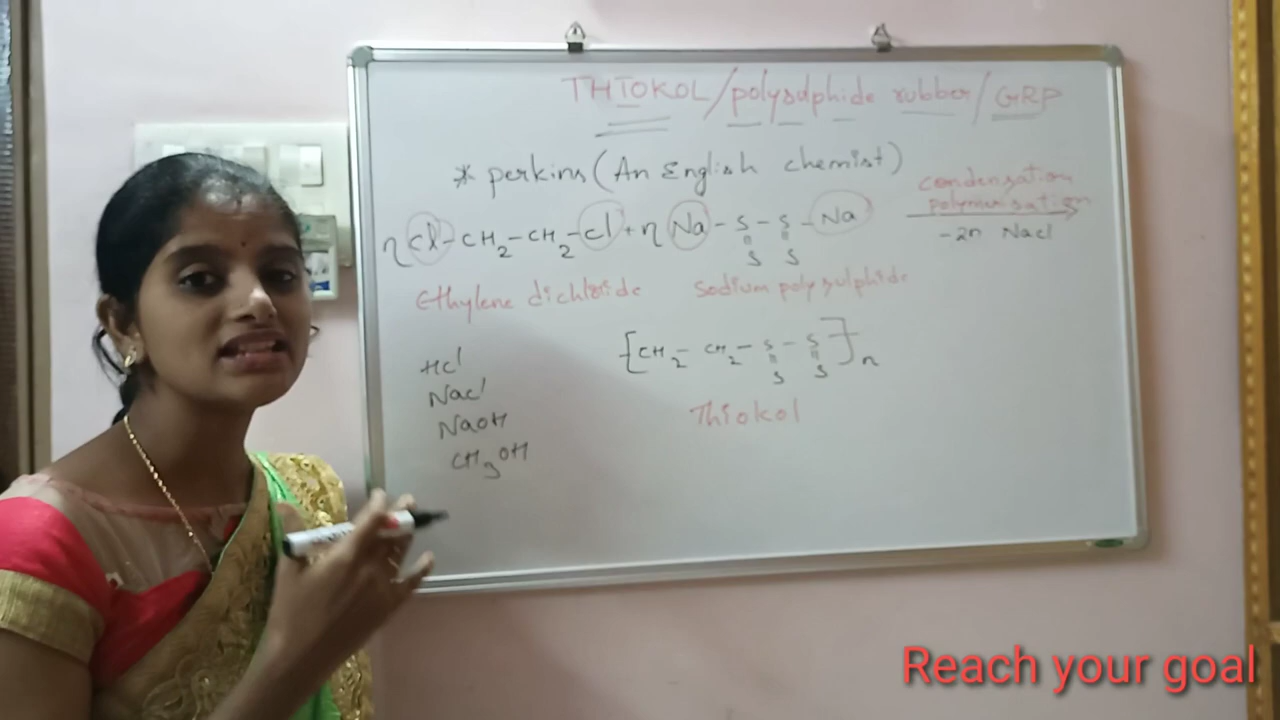 THIOKOL/polysulphide rubber/GRP
* perkins (An English chemist)
n Cl-CH2-CH2-Cl + n Na-S-S-Na
S S
condensation
polymerisation
-2n Nacl
Ethylene dichloride sodium polysulphide
[CH2-CH2-S-S]n
S S
Thiokol
Hcl
Nacl
NaOH
CH3OH
Reach your goal